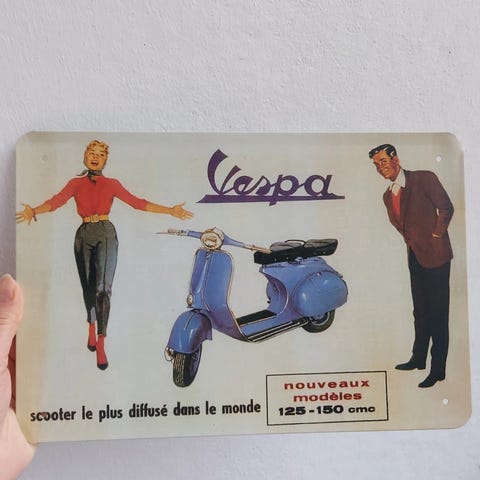 Vespa
scooter le plus diffusé dans le monde
nouveaux
modèles
125-150 cmc